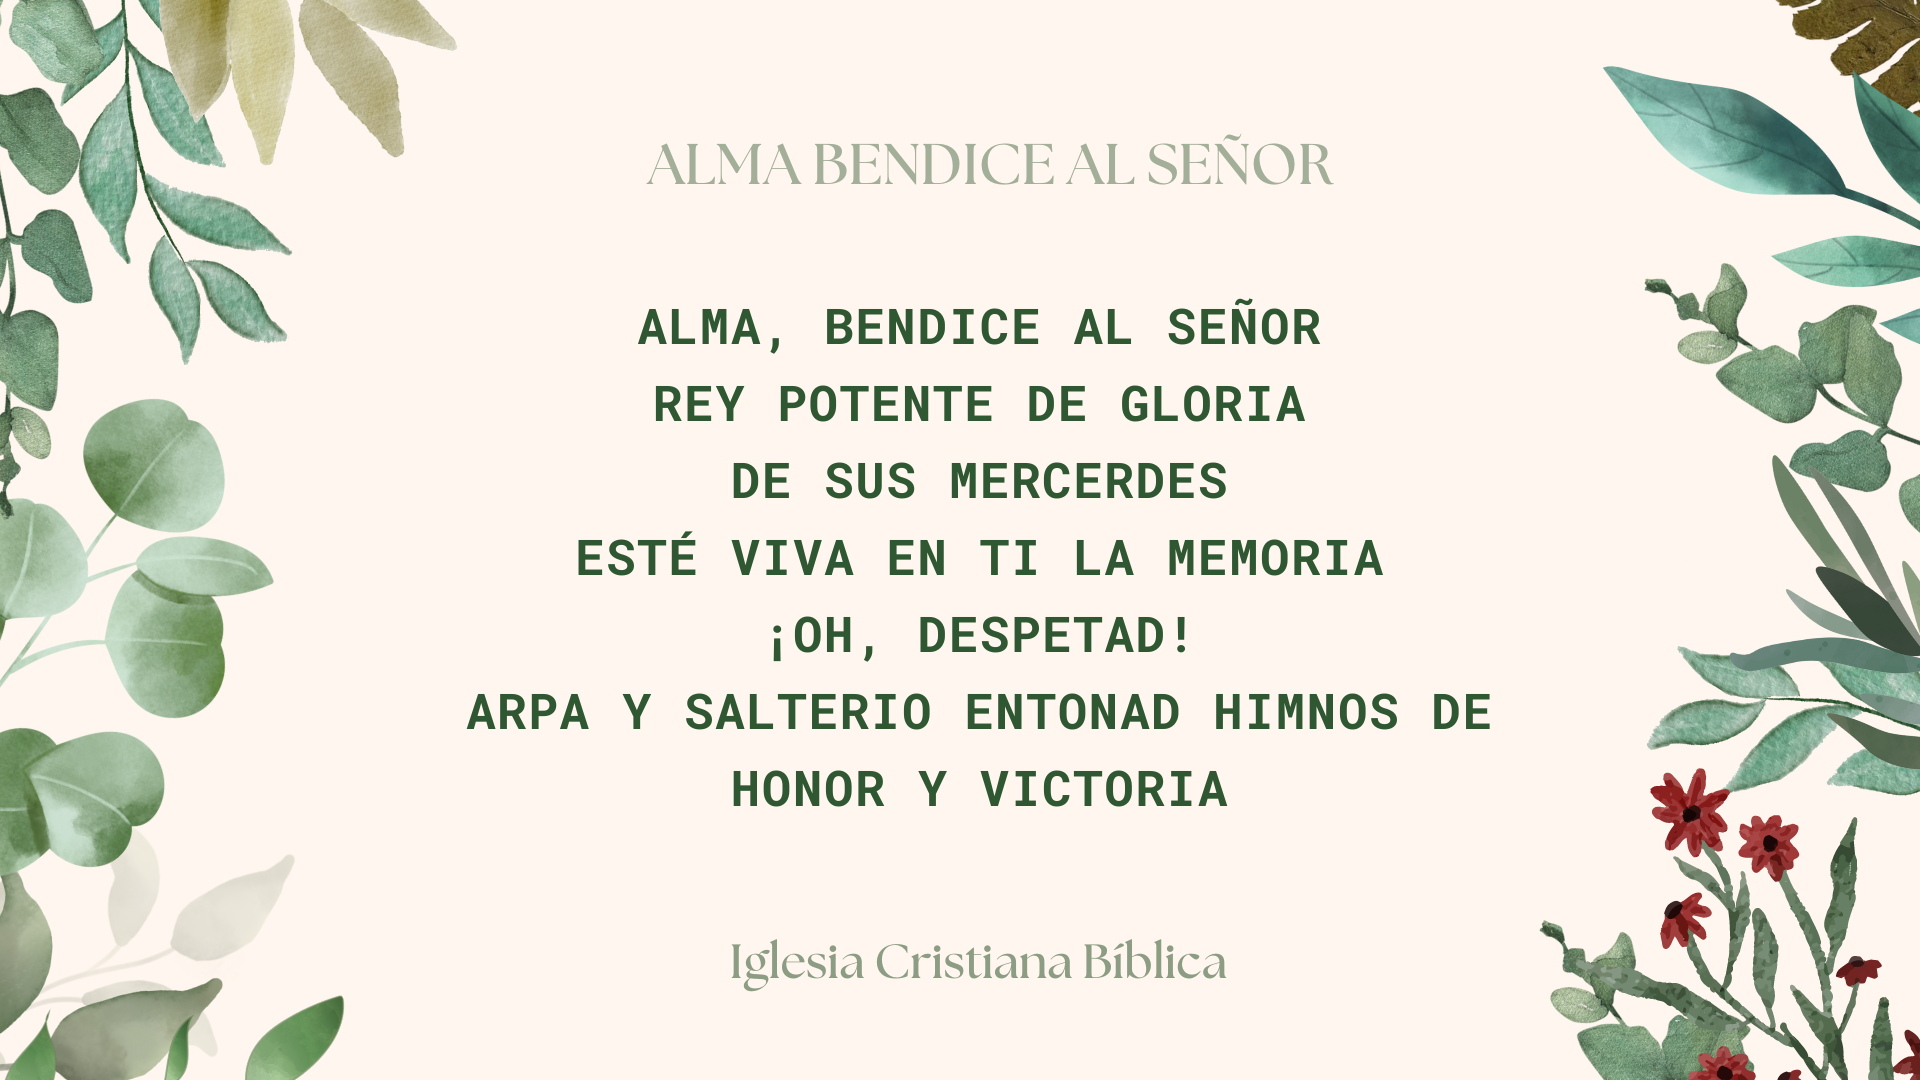 ALMA BENDICE AL SEÑOR
ALMA, BENDICE AL SEÑOR
REY POTENTE DE GLORIA
DE SUS MERCERDES
ESTÉ VIVA EN TI LA MEMORIA
¡OH, DESPETAD!
ARPA Y SALTERIO ENTONAD HIMNOS DE
HONOR Y VICTORIA
Iglesia Cristiana Bíblica